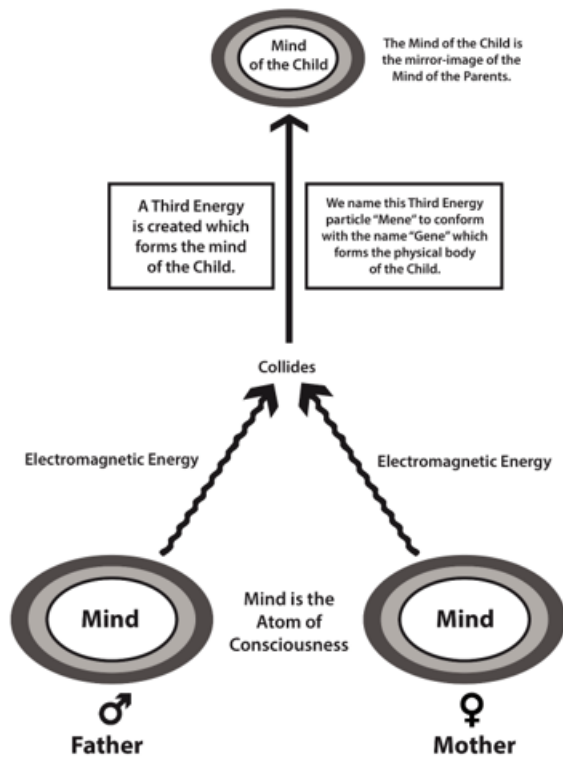 Mind
of the Child
The Mind of the Child is
the mirror-image of the
Mind of the Parents.
A Third Energy
is created which
forms the mind
of the Child.
We name this Third Energy
particle “Mene” to conform
with the name “Gene” which
forms the physical body
of the Child.
Collides
Electromagnetic Energy
Electromagnetic Energy
Mind
Mind is the
Atom of
Consciousness
Mind
♂
♀
Father
Mother